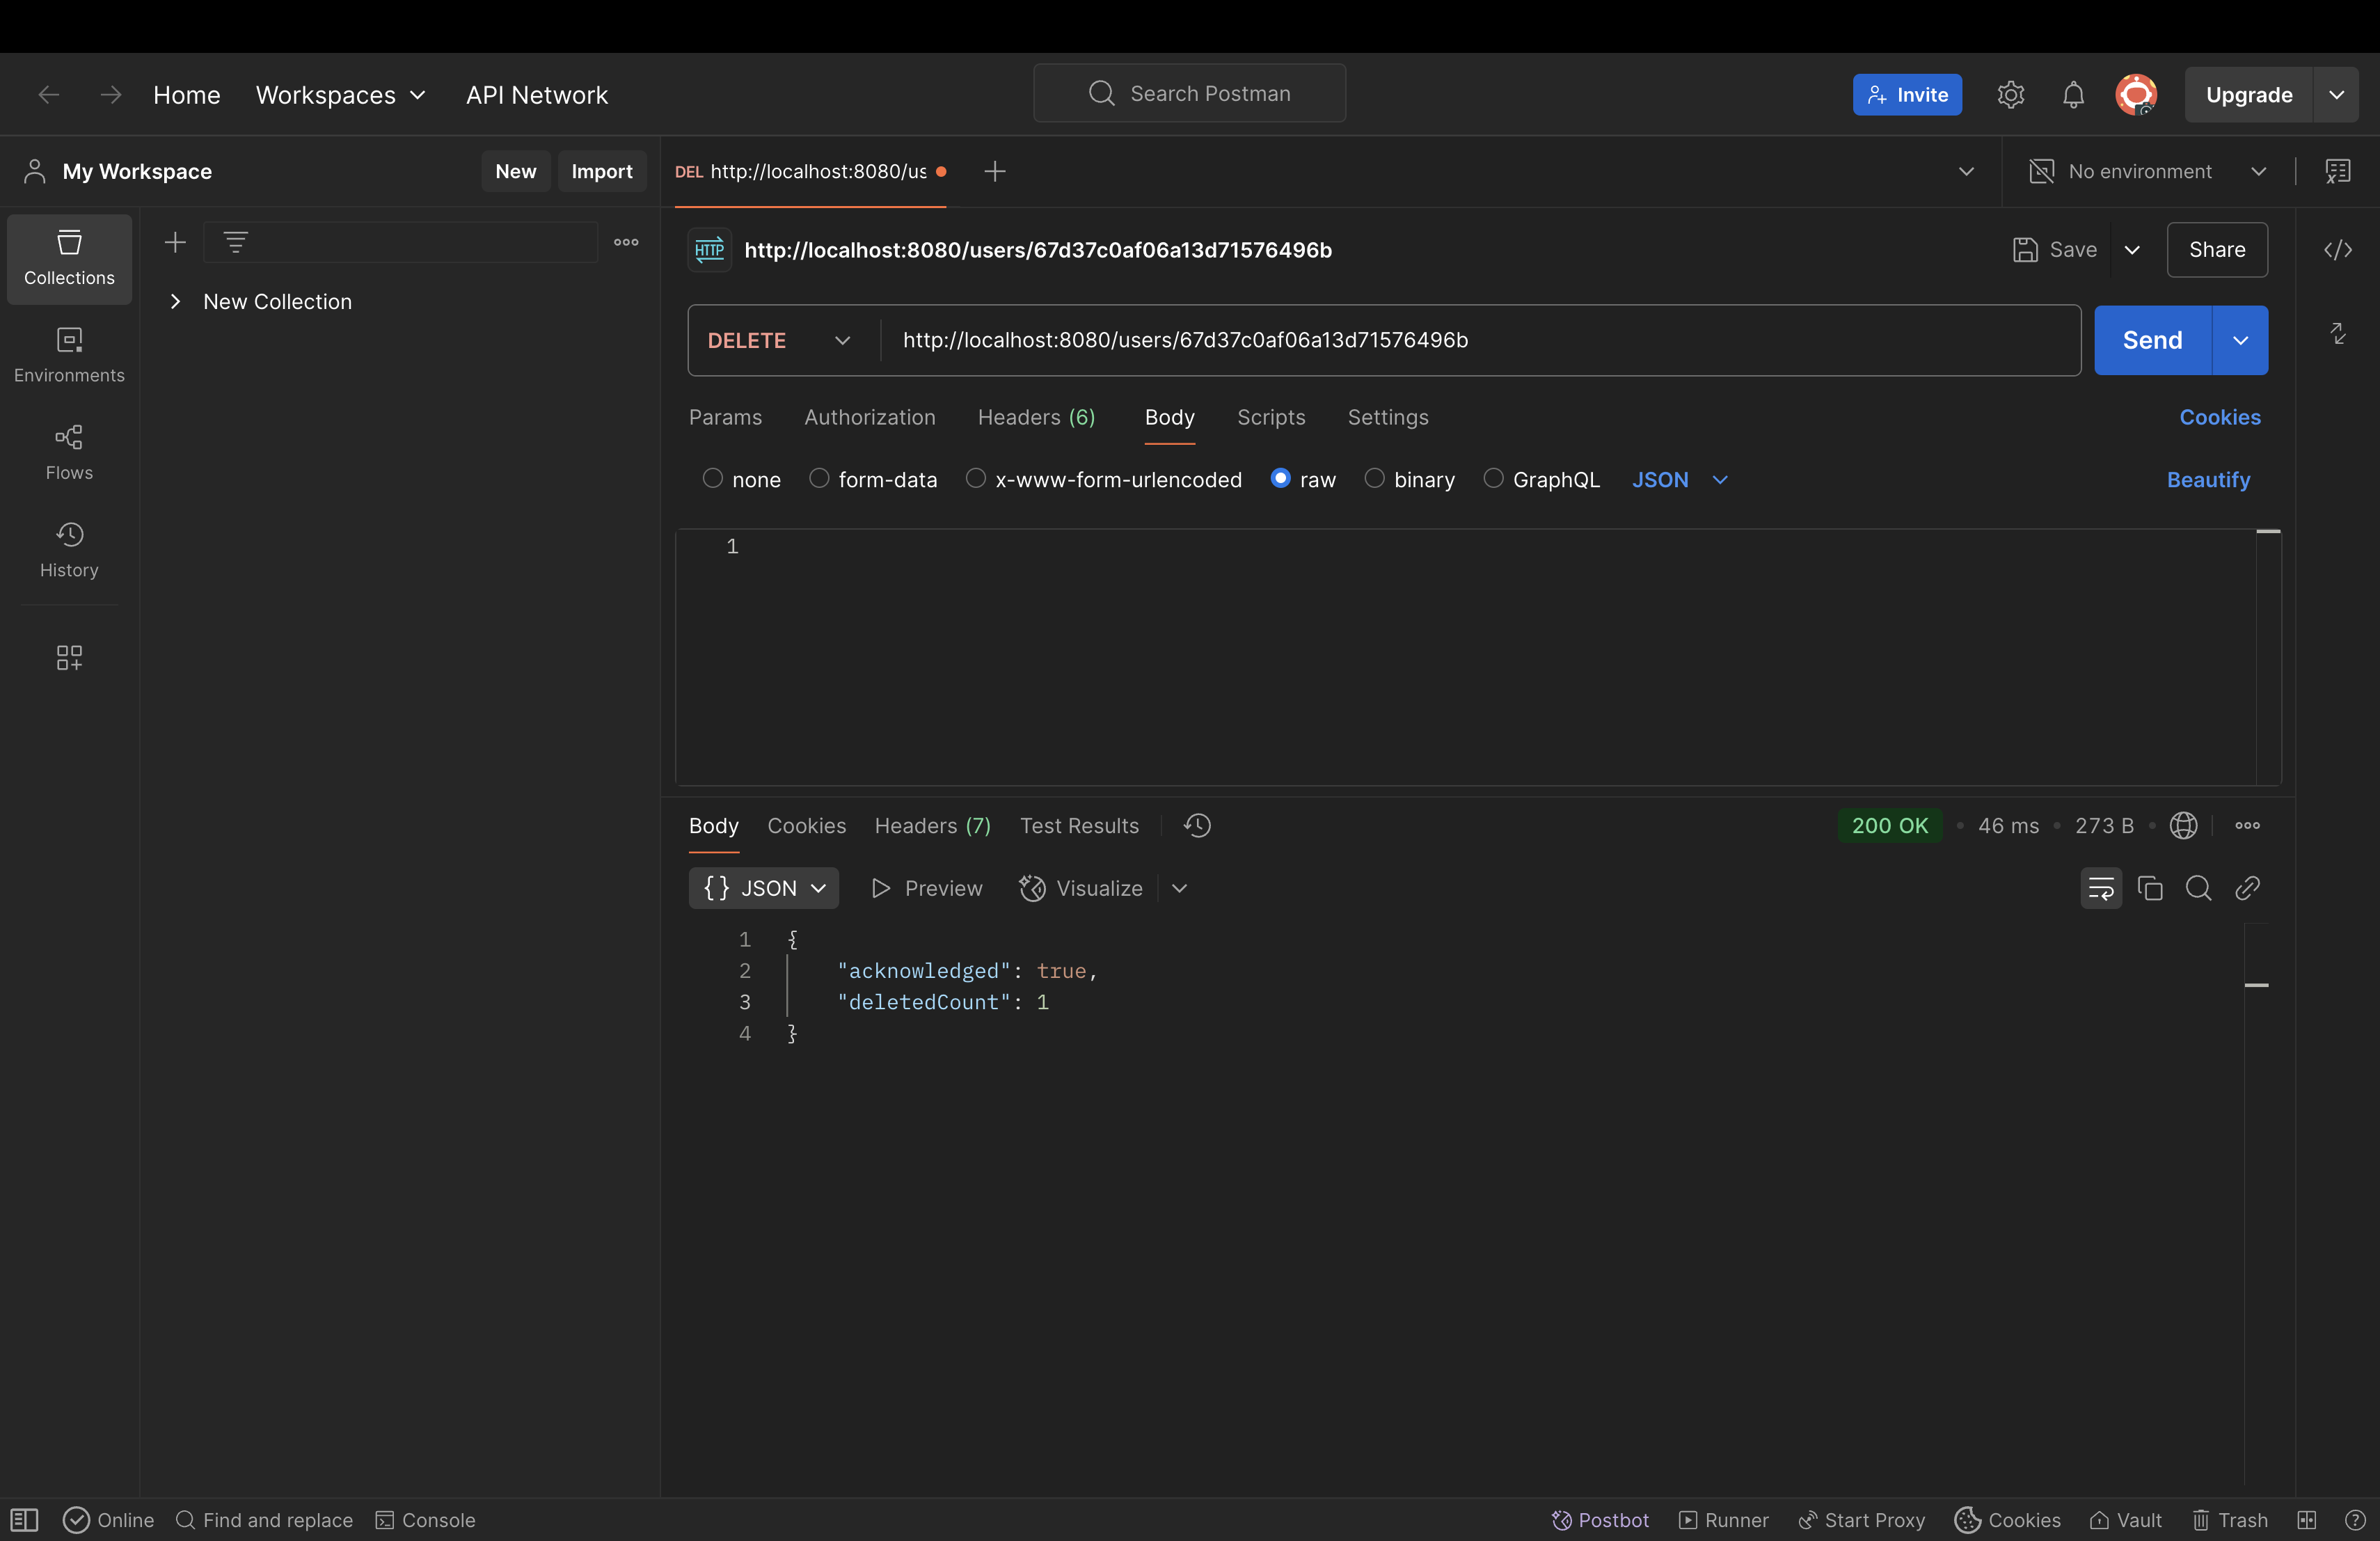 Home Workspaces API Network Search Postman Invite Upgrade
My Workspace New Import DEL http://localhost:8080/us No environment
HTTP http://localhost:8080/users/67d37c0af06a13d71576496b Save Share
Collections
New Collection
DELETE http://localhost:8080/users/67d37c0af06a13d71576496b Send
Environments
Params Authorization Headers (6) Body Scripts Settings Cookies
Flows
none form-data x-www-form-urlencoded raw binary GraphQL JSON Beautify
History
1
Body Cookies Headers (7) Test Results 200 OK • 46 ms • 273 B •
{} JSON Preview Visualize
1 {
2 "acknowledged": true,
3 "deletedCount": 1
4 }
Online Find and replace Console Postbot Runner Start Proxy Cookies Vault Trash